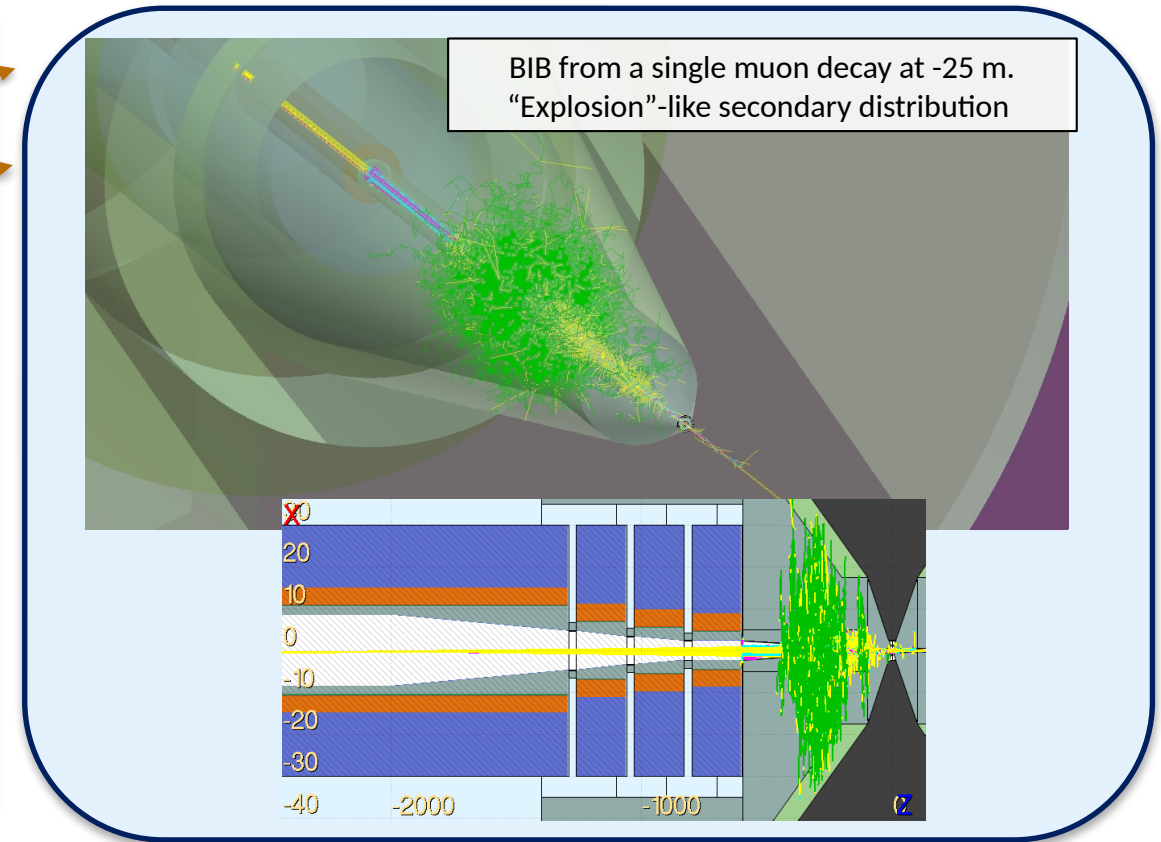 BIB from a single muon decay at -25 m.
“Explosion”-like secondary distribution
X
20
10
0
-10
-20
-30
-40 -2000 -1000 0 Z